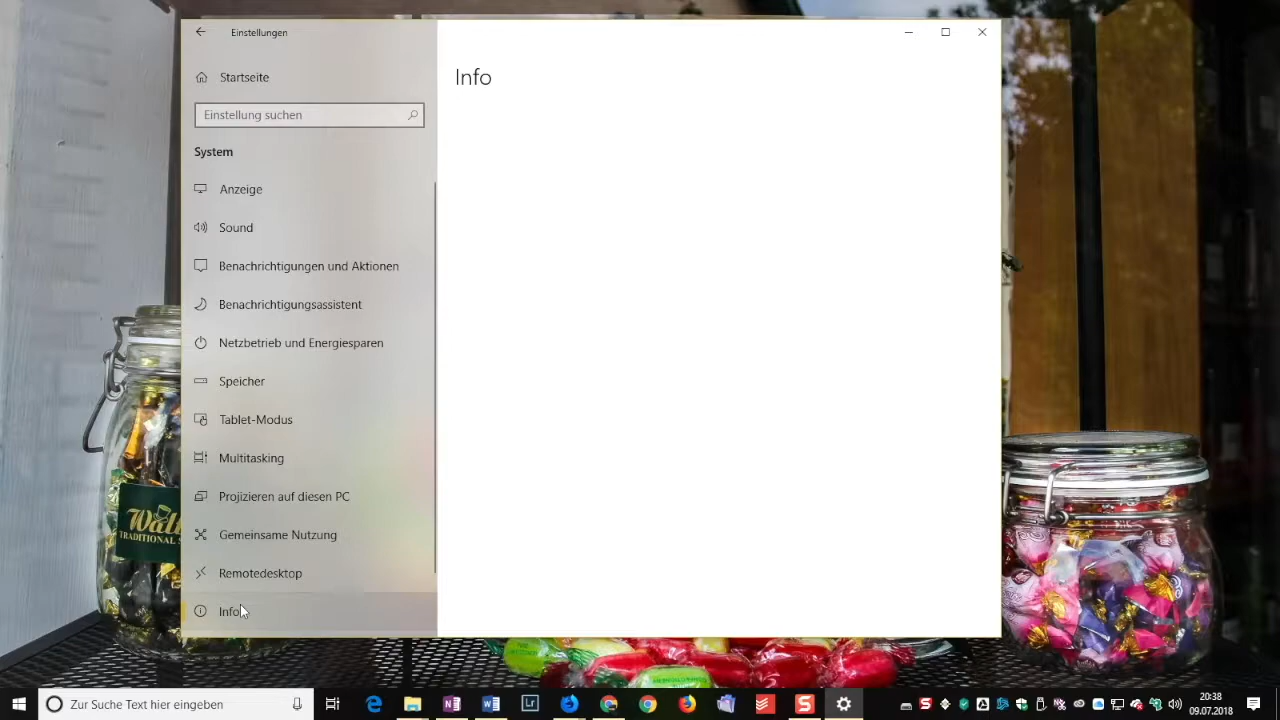 Einstellungen
Startseite
Einstellung suchen
System
Anzeige
Sound
Benachrichtigungen und Aktionen
Benachrichtigungsassistent
Netzbetrieb und Energiesparen
Speicher
Tablet-Modus
Multitasking
Projizieren auf diesen PC
Gemeinsame Nutzung
Remotedesktop
Info
Info
TRADITIONAL
Zur Suche Text hier eingeben
20:38
09.07.2018